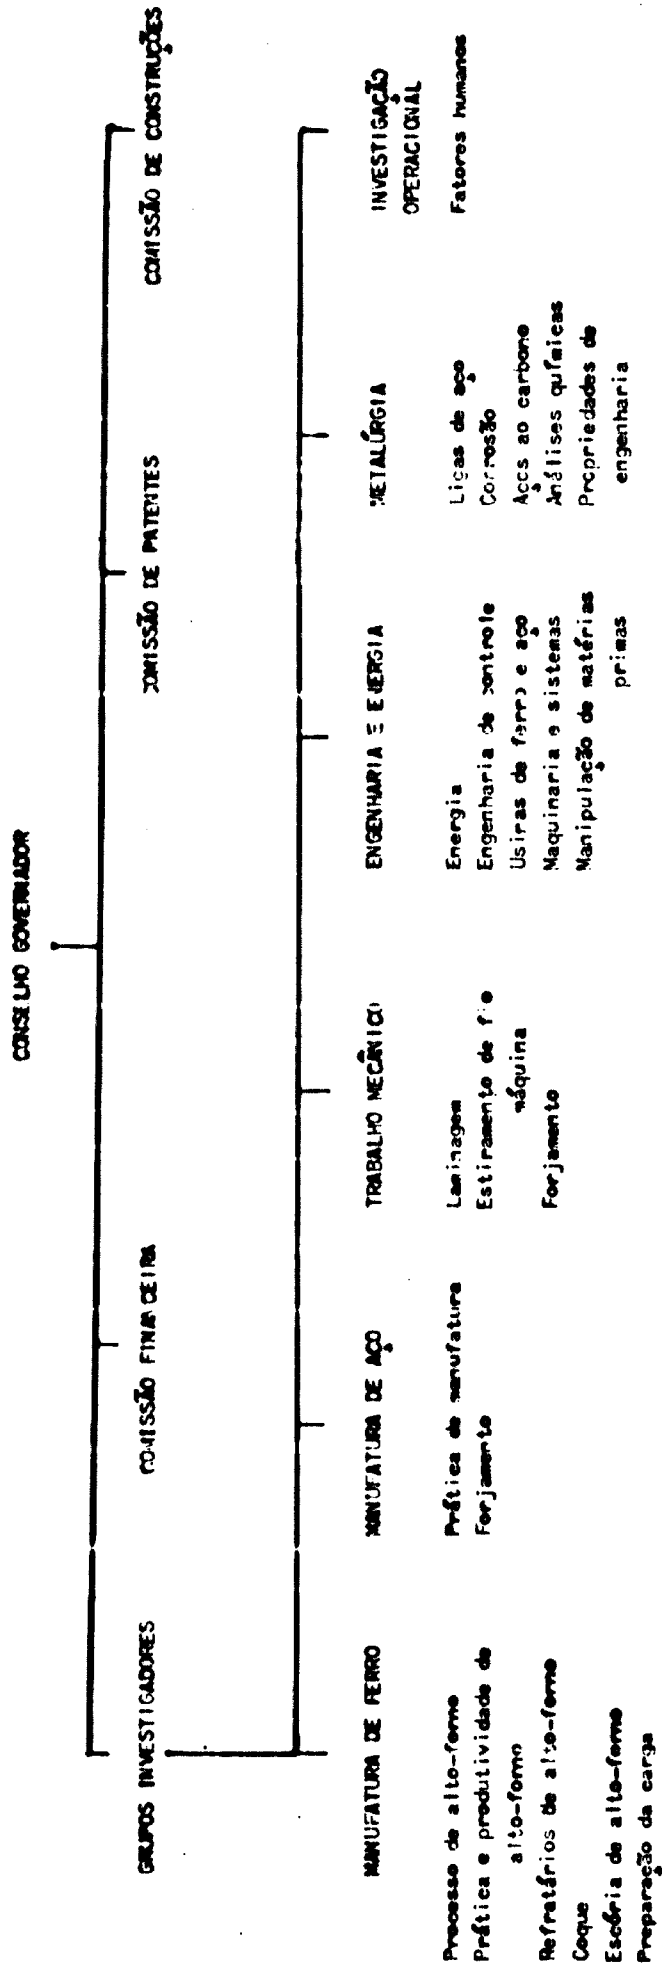 CONSELHO GOVERNADOR
GRUPOS INVESTIGADORES
COMISSÃO FINANCEIRA
COMISSÃO DE PATENTES
COMISSÃO DE CONSTRUÇÕES
MANUFATURA DE FERRO
Processo de alto-forno
Prática e produtividade de
alto-forno
Refratários de alto-forno
Coque
Escória de alto-forno
Preparação da carga
MANUFATURA DE AÇO
Prática de manufatura
Forjamento
TRABALHO MECÂNICO
Laminagem
Estiramento de fio
máquina
Forjamento
ENGENHARIA E ENERGIA
Energia
Engenharia de controle
Usinas de ferro e aço
Maquinaria e sistemas
Manipulação de matérias
primas
METALÚRGIA
Ligas de aço
Corrosão
Aços ao carbono
Análises químicas
Propriedades de
engenharia
INVESTIGAÇÃO
OPERACIONAL
Fatores humanos